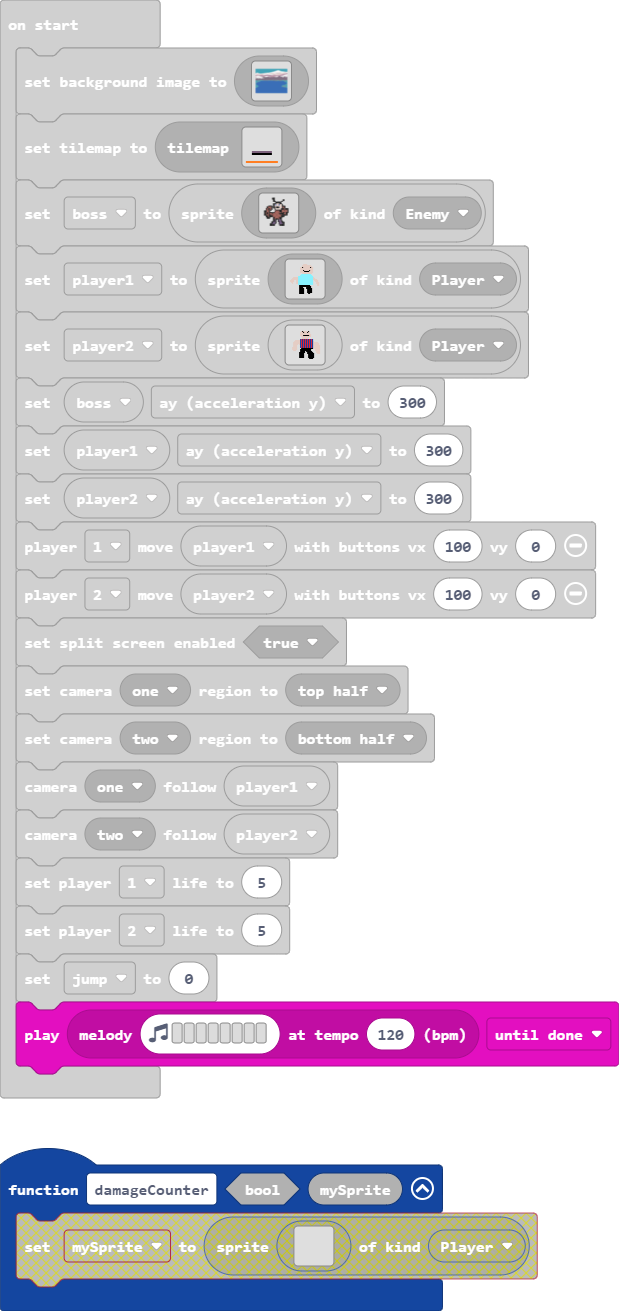 on start
set background image to
set tilemap to tilemap
set boss to sprite of kind Enemy
set player1 to sprite of kind Player
set player2 to sprite of kind Player
set boss ay (acceleration y) to 300
set player1 ay (acceleration y) to 300
set player2 ay (acceleration y) to 300
player 1 move player1 with buttons vx 100 vy 0
player 2 move player2 with buttons vx 100 vy 0
set split screen enabled true
set camera one region to top half
set camera two region to bottom half
camera one follow player1
camera two follow player2
set player 1 life to 5
set player 2 life to 5
set jump to 0
play melody at tempo 120 (bpm) until done
function damageCounter bool mySprite
set mySprite to sprite of kind Player